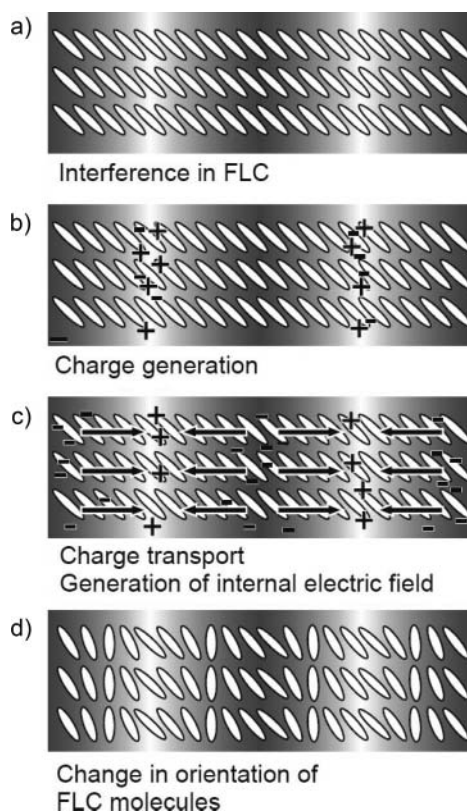 a)
Interference in FLC
b)
Charge generation
c)
Charge transport
Generation of internal electric field
d)
Change in orientation of
FLC molecules